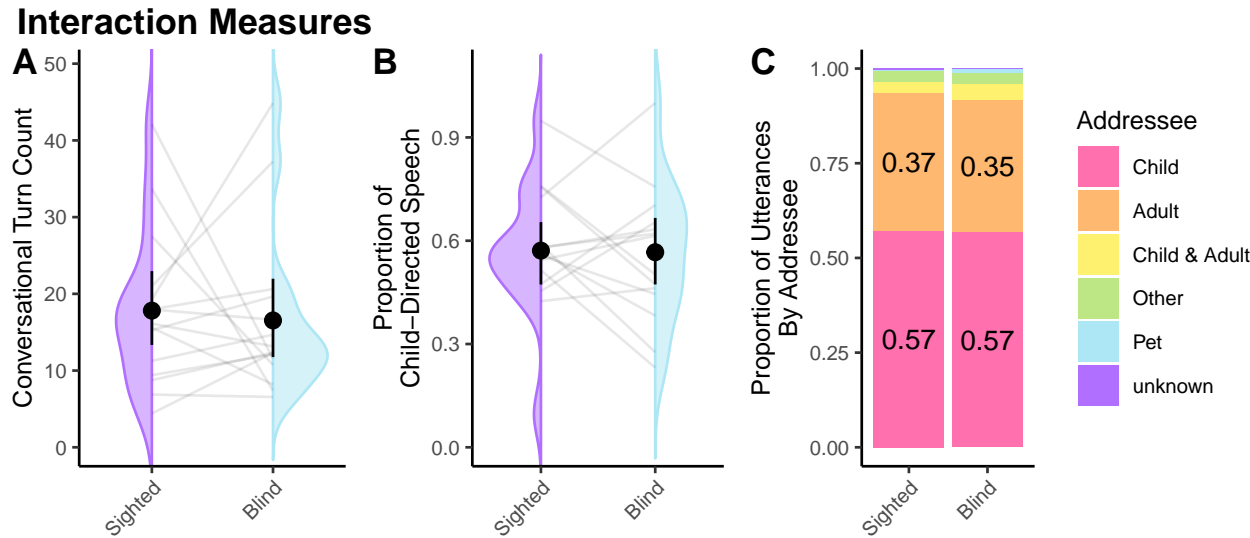 Interaction Measures
A
Conversational Turn Count
50
40
30
20
10
0
Sighted
Blind
B
Proportion of
Child−Directed Speech
0.9
0.6
0.3
0.0
Sighted
Blind
C
Proportion of Utterances
By Addressee
1.00
0.75
0.50
0.25
0.00
0.37
0.35
0.57
0.57
Sighted
Blind
Addressee
Child
Adult
Child & Adult
Other
Pet
unknown